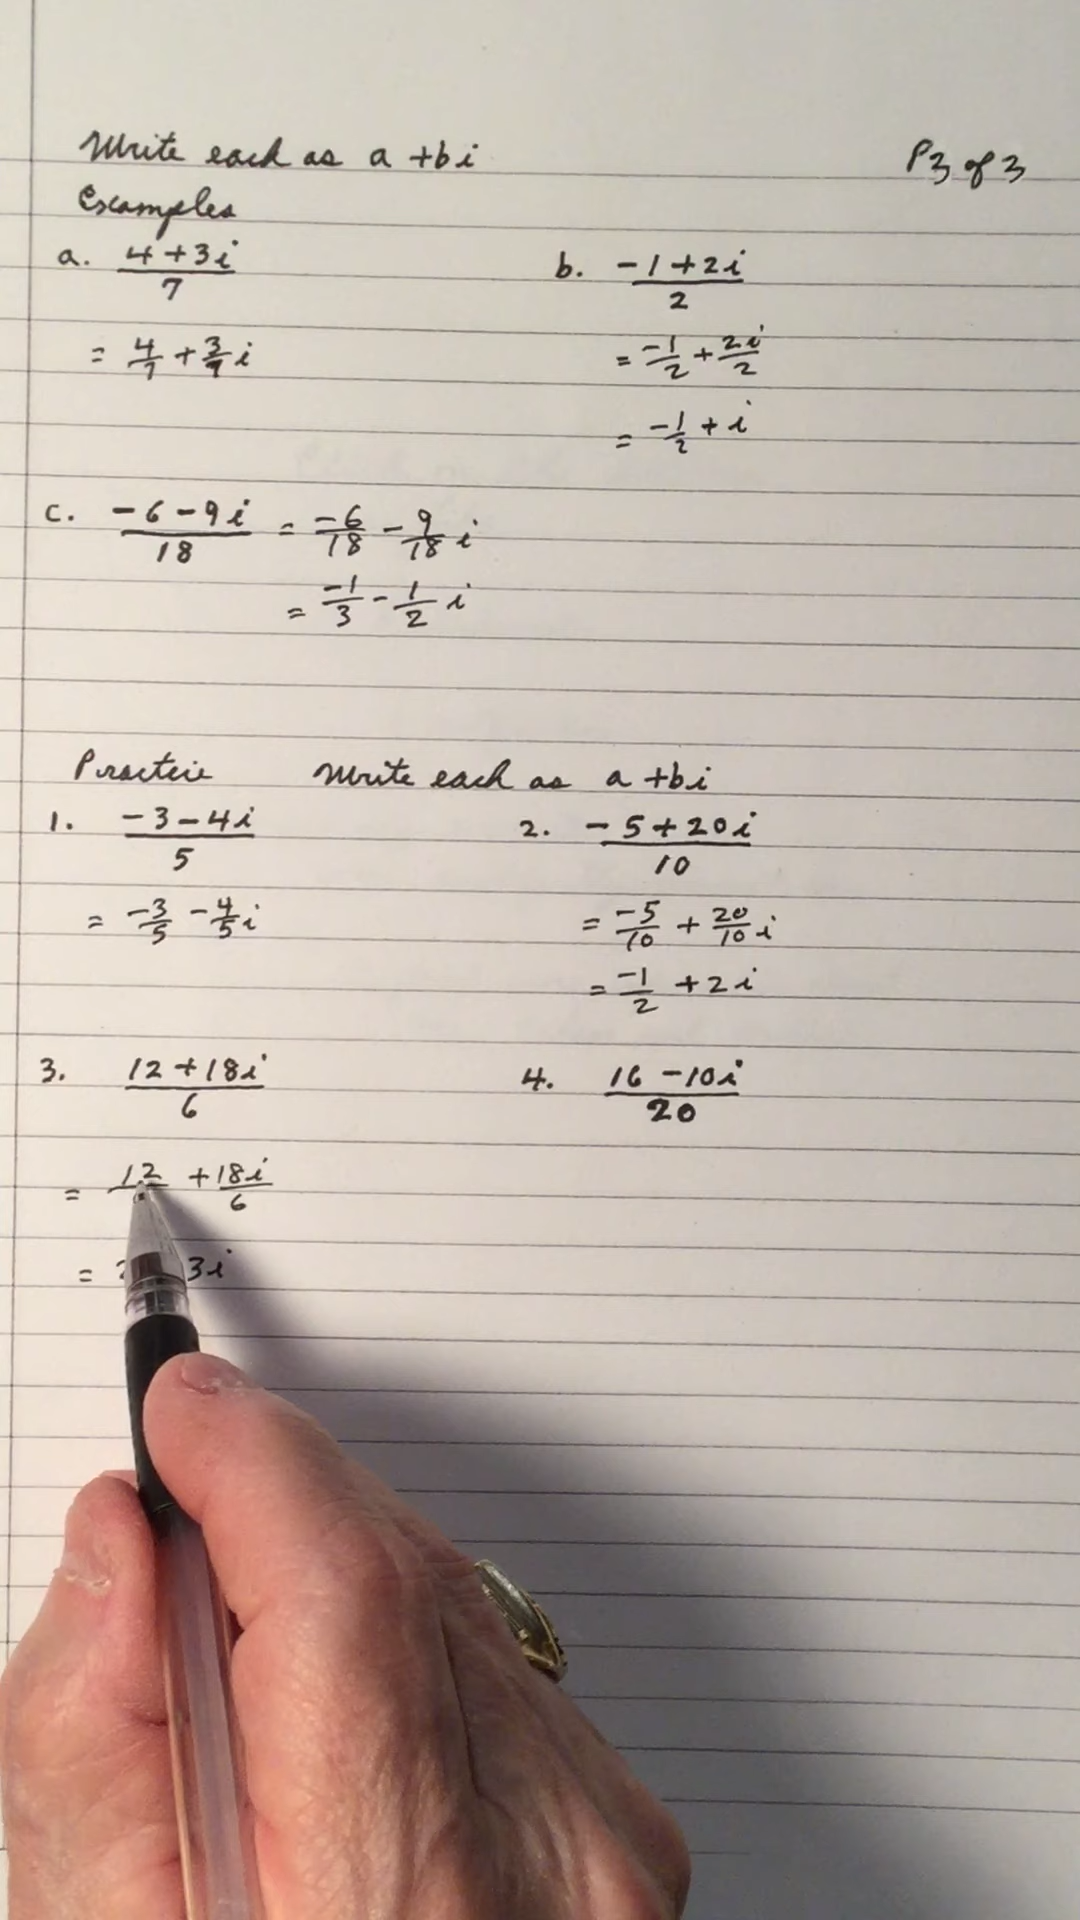 Write each as a + bi
P3 of 3
Examples
a. (4 + 3i)/7
= 4/7 + 3/7 i
b. (-1 + 2i)/2
= -1/2 + 2i/2
= -1/2 + i
c. (-6 - 9i)/18 = -6/18 - 9/18 i
= -1/3 - 1/2 i
Practice Write each as a + bi
1. (-3 - 4i)/5
= -3/5 - 4/5 i
2. (-5 + 20i)/10
= -5/10 + 20/10 i
= -1/2 + 2i
3. (12 + 18i)/6
= 12 + 18i/6
= 3i
4. (16 - 10i)/20